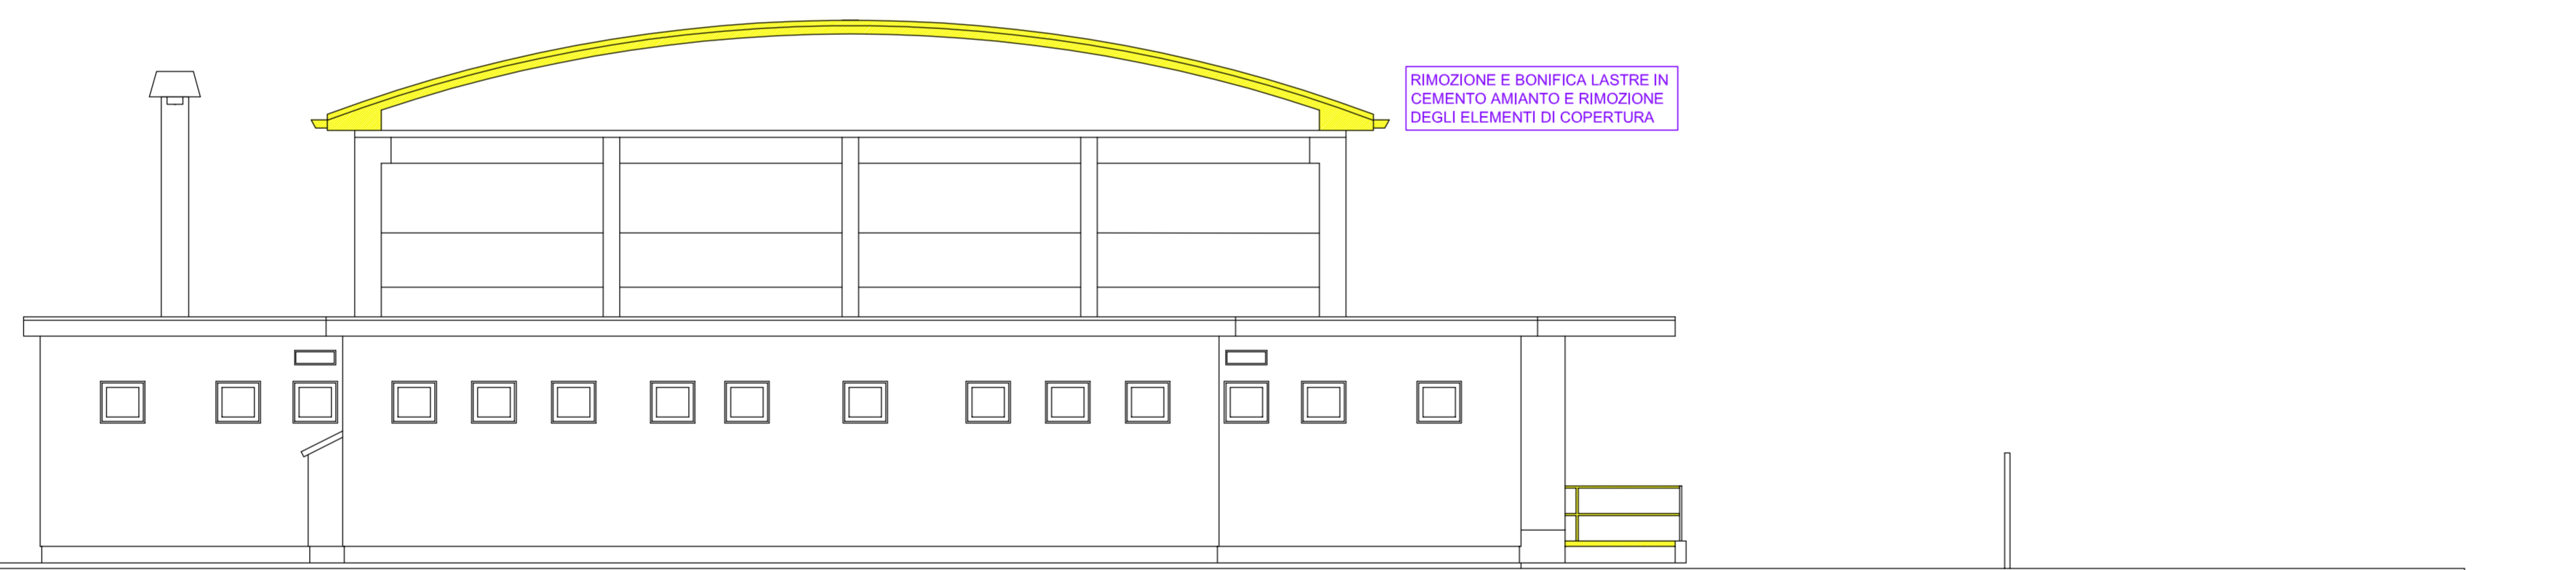 RIMOZIONE E BONIFICA LASTRE IN
CEMENTO AMIANTO E RIMOZIONE
DEGLI ELEMENTI DI COPERTURA